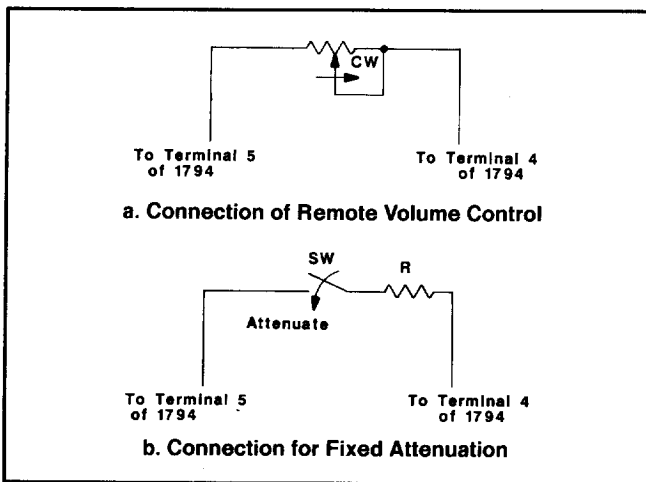 CW
To Terminal 5
of 1794
To Terminal 4
of 1794
a. Connection of Remote Volume Control
SW
R
Attenuate
To Terminal 5
of 1794
To Terminal 4
of 1794
b. Connection for Fixed Attenuation